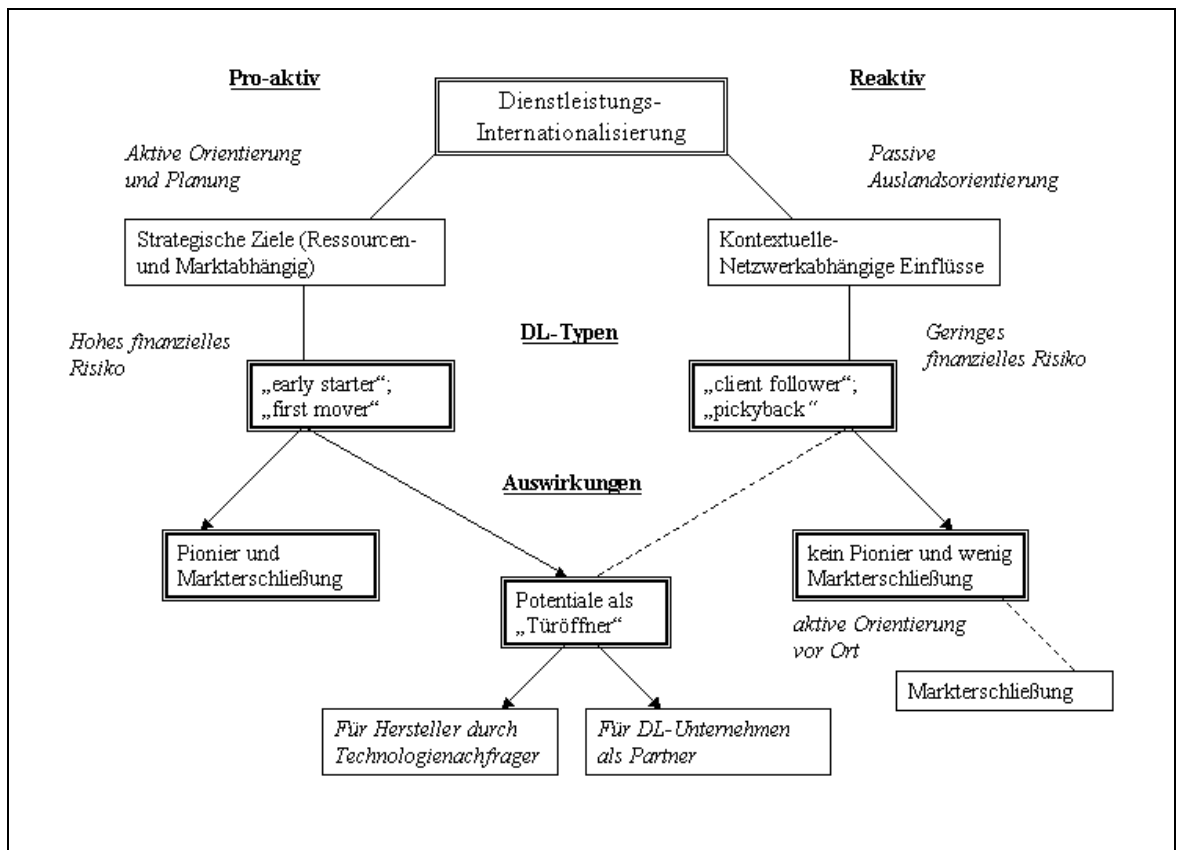 Pro-aktiv
Dienstleistungs-
Internationalisierung
Reaktiv
Aktive Orientierung
und Planung
Passive
Auslandsorientierung
Strategische Ziele (Ressourcen-
und Marktabhängig)
Kontextuelle-
Netzwerkabhängige Einflüsse
Hohes finanzielles
Risiko
DL-Typen
Geringes
finanzielles Risiko
„early starter“;
„first mover“
„client follower“;
„pickyback“
Auswirkungen
Pionier und
Markterschließung
Potentiale als
„Türöffner“
kein Pionier und wenig
Markterschließung
aktive Orientierung
vor Ort
Markterschließung
Für Hersteller durch
Technologienachfrager
Für DL-Unternehmen
als Partner